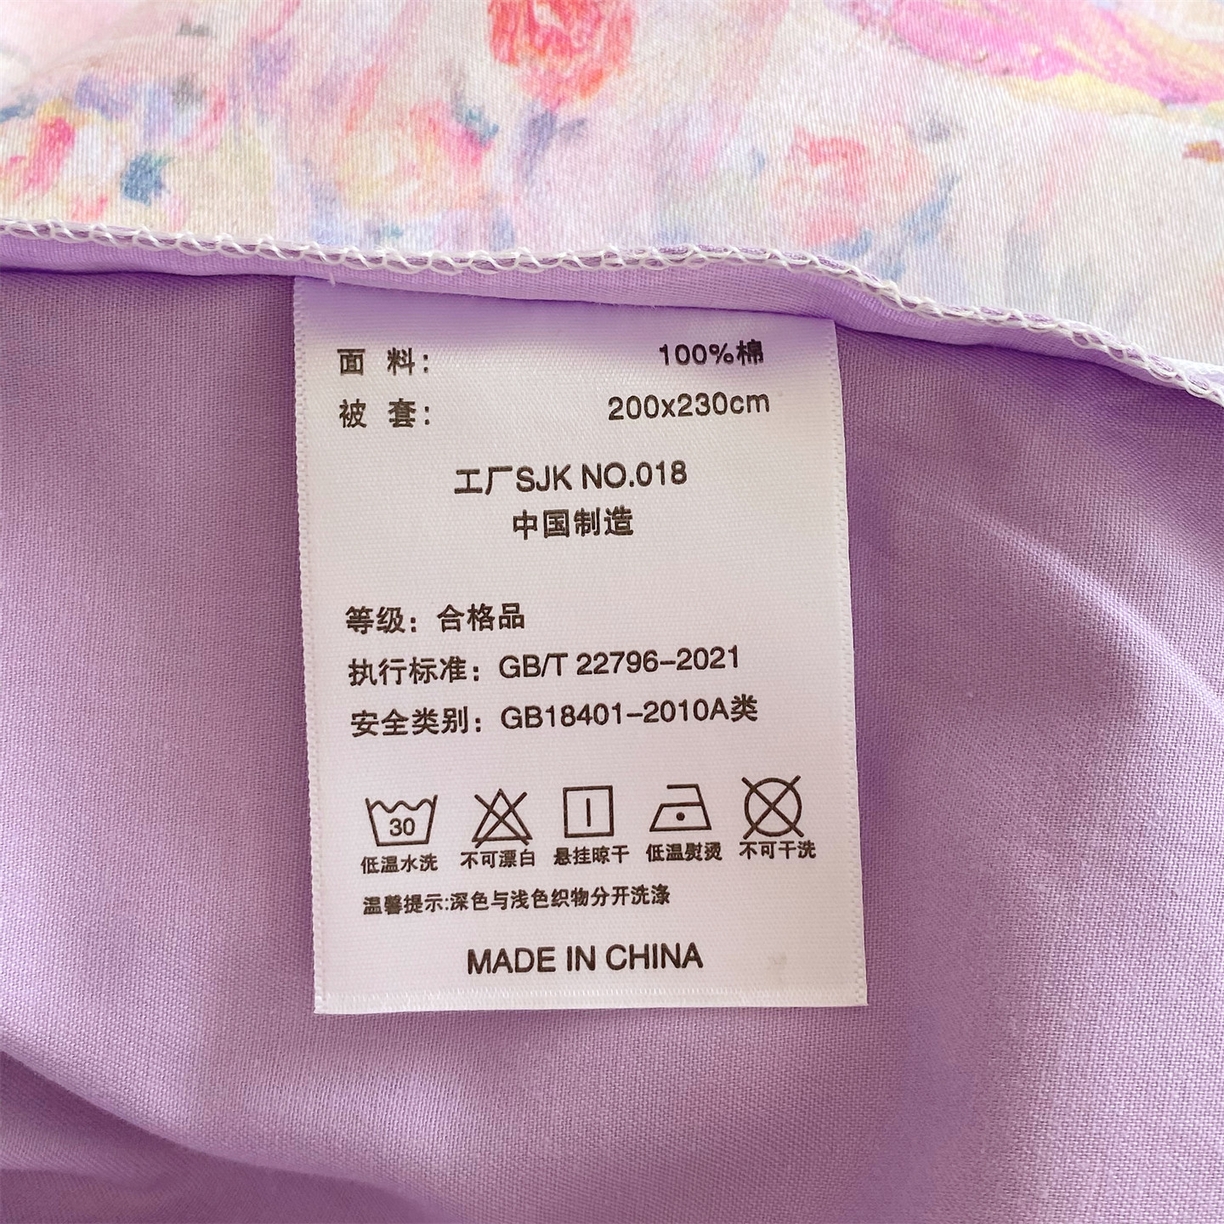 面 料： 100%棉
被 套： 200x230cm
工厂SJK NO.018
中国制造
等级：合格品
执行标准：GB/T 22796-2021
安全类别：GB18401-2010A类
30
低温水洗 不可漂白 悬挂晾干 低温熨烫 不可干洗
温馨提示:深色与浅色织物分开洗涤
MADE IN CHINA